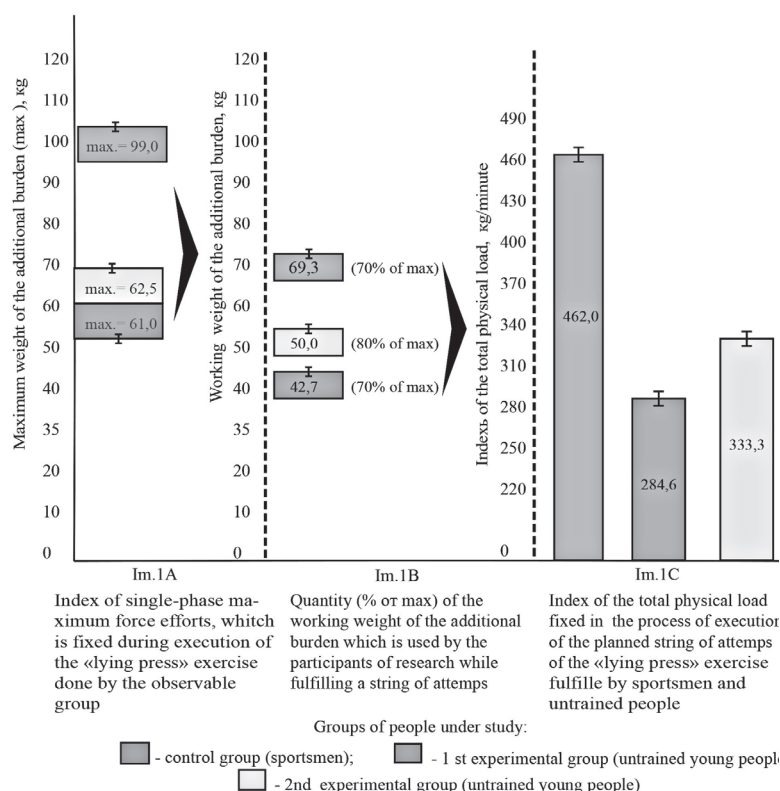 Maximum weight of the additional burden (max ), кg
120
110
100
90
80
70
60
50
40
35
20
10
0
max.= 99,0
max.= 62,5
max.= 61,0
Working weight of the additional burden, кg
120
110
100
90
80
70
60
50
40
35
20
10
0
69,3 (70% of max)
50,0 (80% of max)
42,7 (70% of max)
Indexь of the total physical load, кg/minute
490
460
430
400
370
340
310
280
250
220
0
462,0
284,6
333,3
Im.1A
Index of single-phase ma-
ximum force efforts, whitch
is fixed during execution of
the «lying press» exercise
done by the observable
group
Im.1B
Quantity (% от max) of the
working weight of the additional
burden which is used by the
participants of research while
fulfilling a string of attemps
Im.1C
Index of the total physical load
fixed in the process of execution
of the planned string of attemps
of the «lying press» exercise
fulfille by sportsmen and
untrained people
Groups of people under study:
- control group (sportsmen); - 1 st experimental group (untrained young people
- 2nd experimental group (untrained young people)